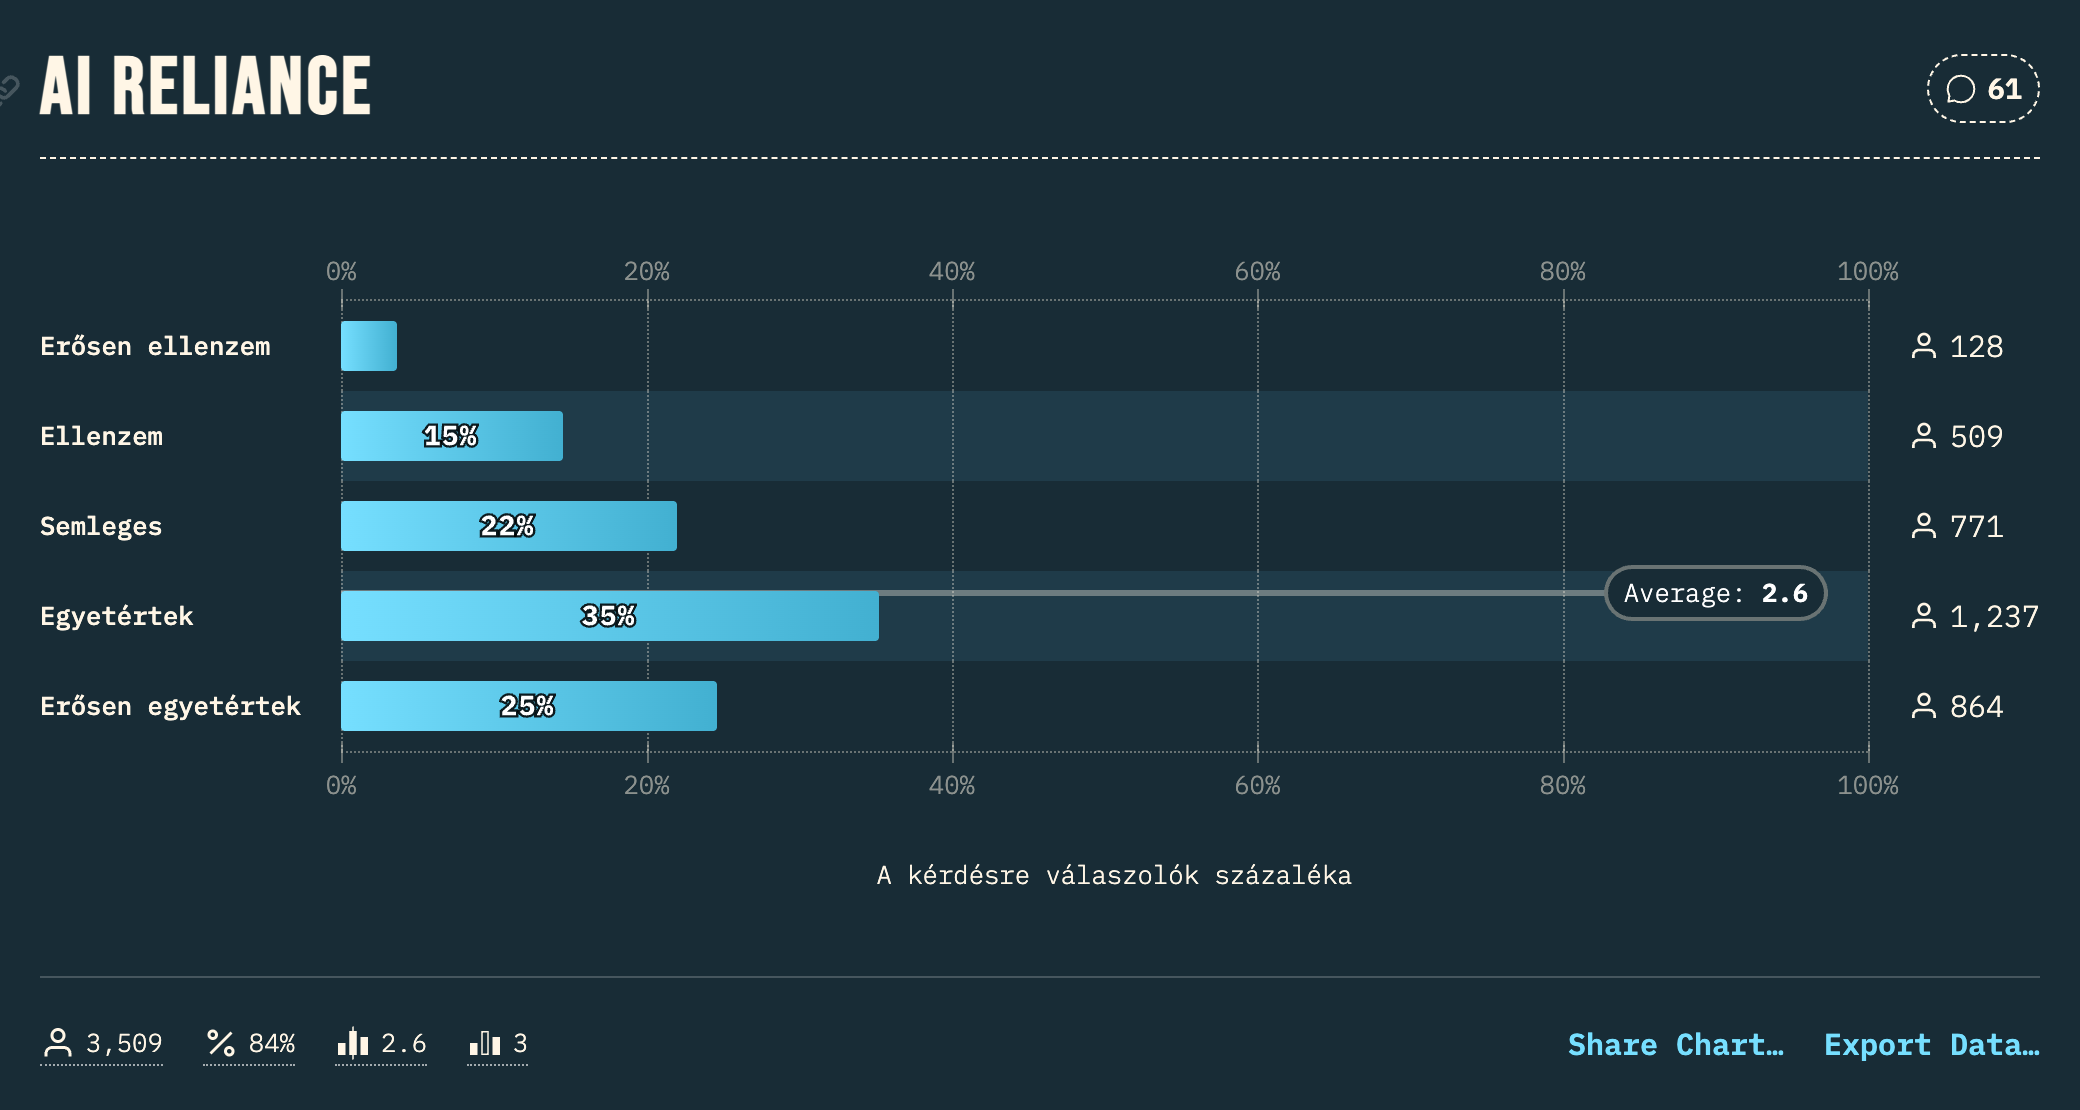 AI RELIANCE
61
0% 20% 40% 60% 80% 100%
Erősen ellenzem 128
Ellenzem 15% 509
Semleges 22% 771
Average: 2.6
Egyetértek 35% 1,237
Erősen egyetértek 25% 864
0% 20% 40% 60% 80% 100%
A kérdésre válaszolók százaléka
3,509 84% 2.6 3 Share Chart… Export Data…